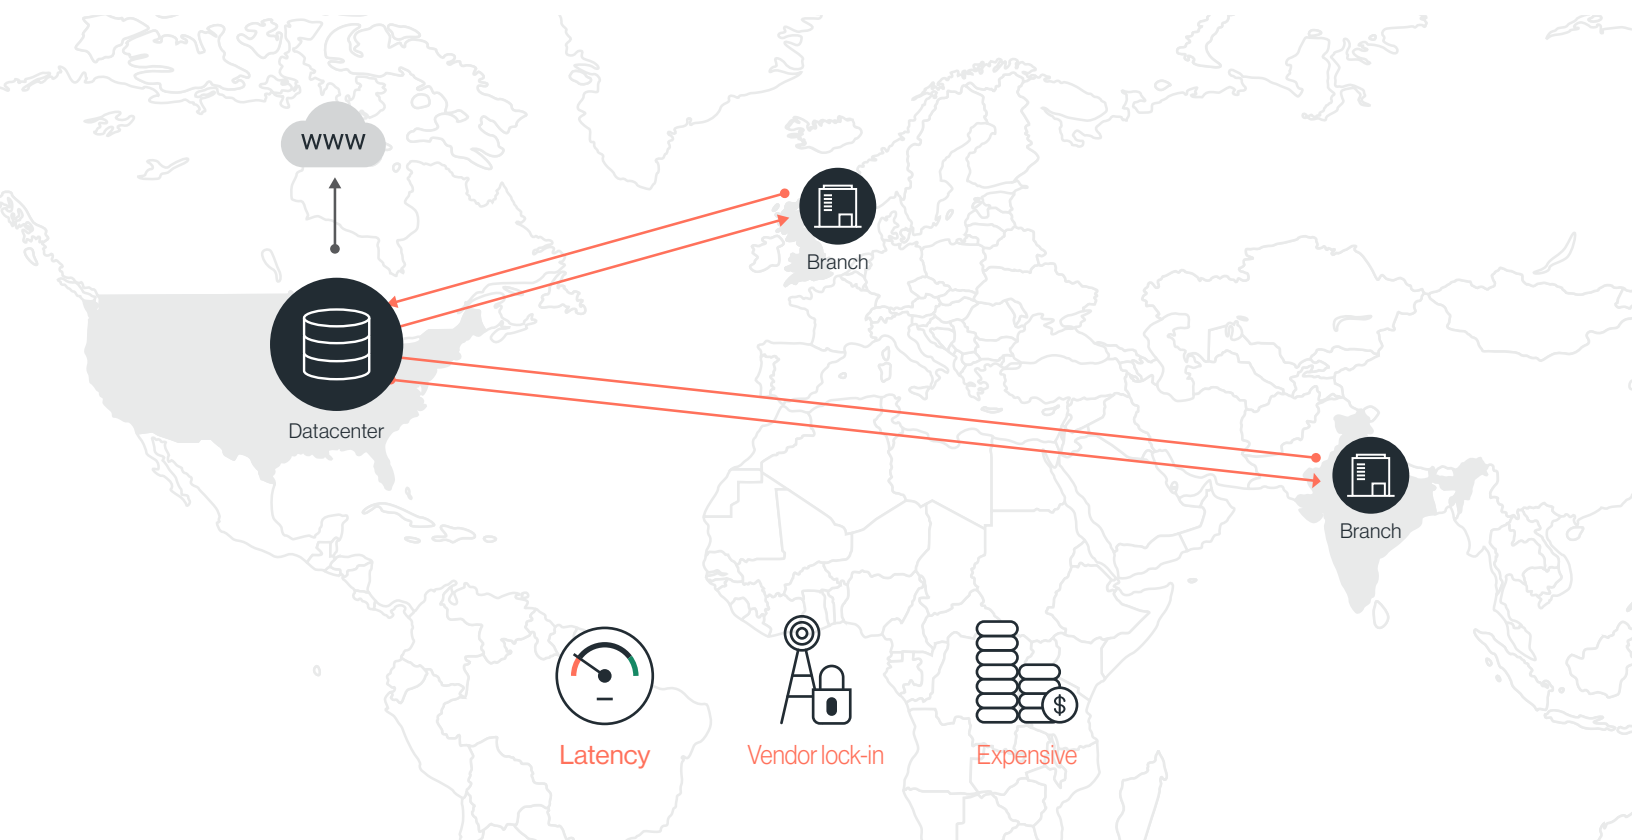 WWW
Branch
Datacenter
Branch
$
Latency
Vendor lock-in
Expensive